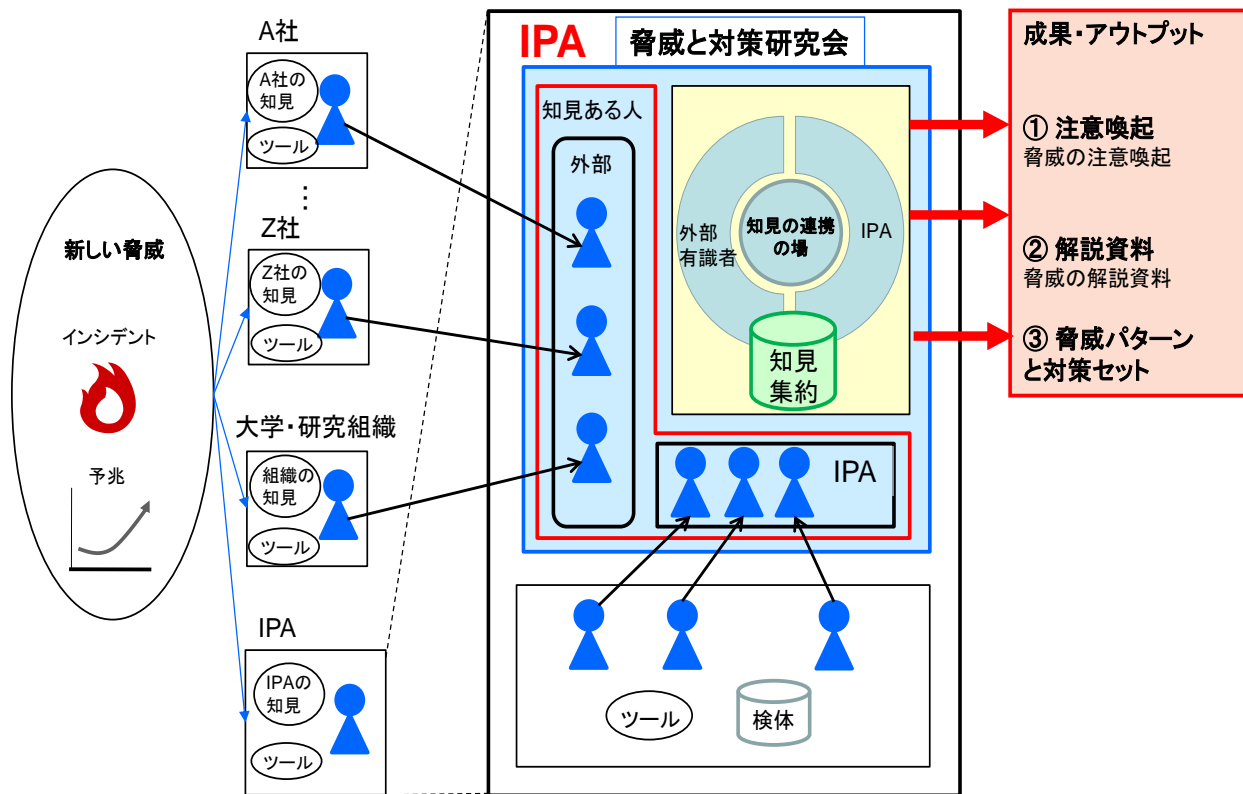 新しい脅威
インシデント
予兆
A社
A社の
知見
ツール
…
Z社
Z社の
知見
ツール
大学・研究組織
組織の
知見
ツール
IPA
IPAの
知見
ツール
IPA
脅威と対策研究会
知見ある人
外部
外部
有識者
知見の連携
の場
IPA
知見
集約
IPA
ツール
検体
成果・アウトプット
① 注意喚起
脅威の注意喚起
② 解説資料
脅威の解説資料
③ 脅威パターン
と対策セット